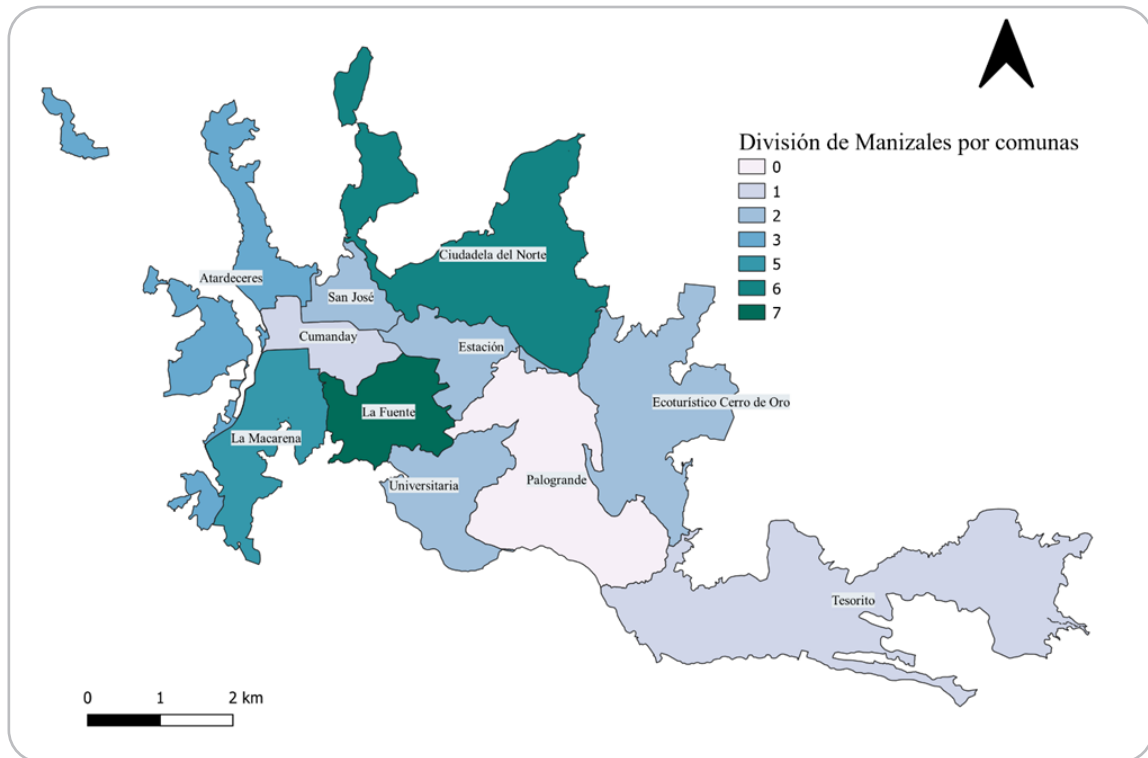 División de Manizales por comunas
0
1
2
3
5
6
7
Ciudadela del Norte
Atardeceres
San José
Cumanday
Estación
Ecoturístico Cerro de Oro
La Fuente
La Macarena
Palogrande
Universitaria
Tesorito
0 1 2 km